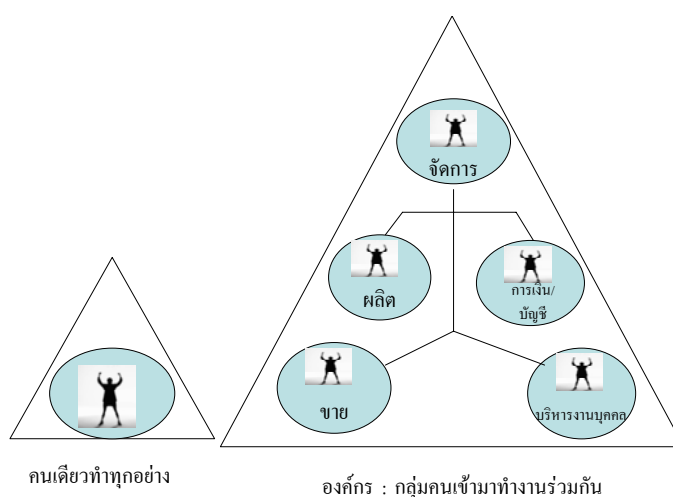 จัดการ
ผลิต
การเงิน/
บัญชี
ขาย
บริหารงานบุคคล
คนเดียวทำทุกอย่าง
องค์กร : กลุ่มคนเข้ามาทำงานร่วมกัน